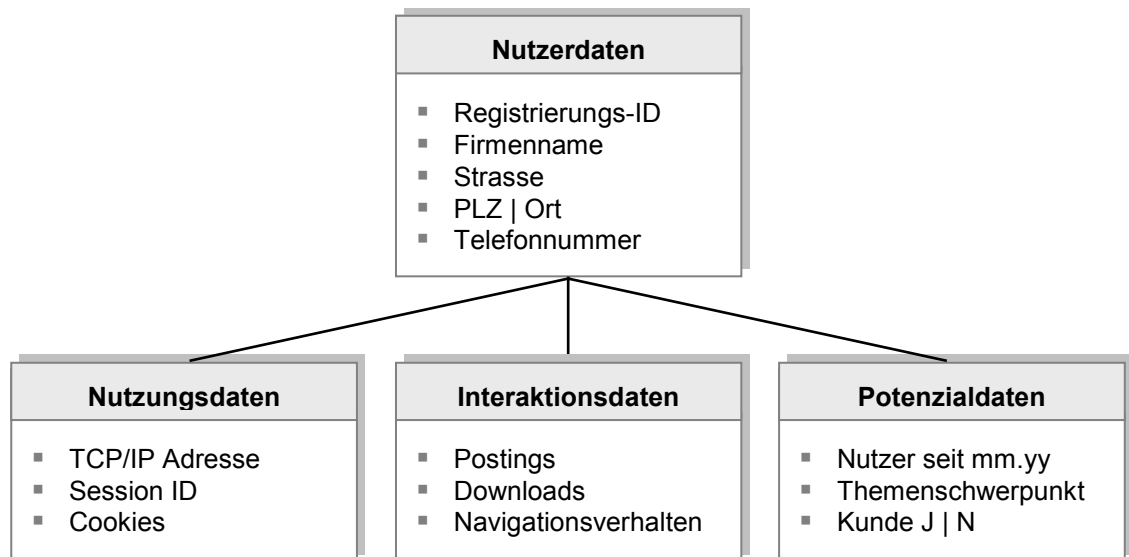 Nutzerdaten
Registrierungs-ID
Firmenname
Strasse
PLZ | Ort
Telefonnummer
Nutzungsdaten
TCP/IP Adresse
Session ID
Cookies
Interaktionsdaten
Postings
Downloads
Navigationsverhalten
Potenzialdaten
Nutzer seit mm.yy
Themenschwerpunkt
Kunde J | N